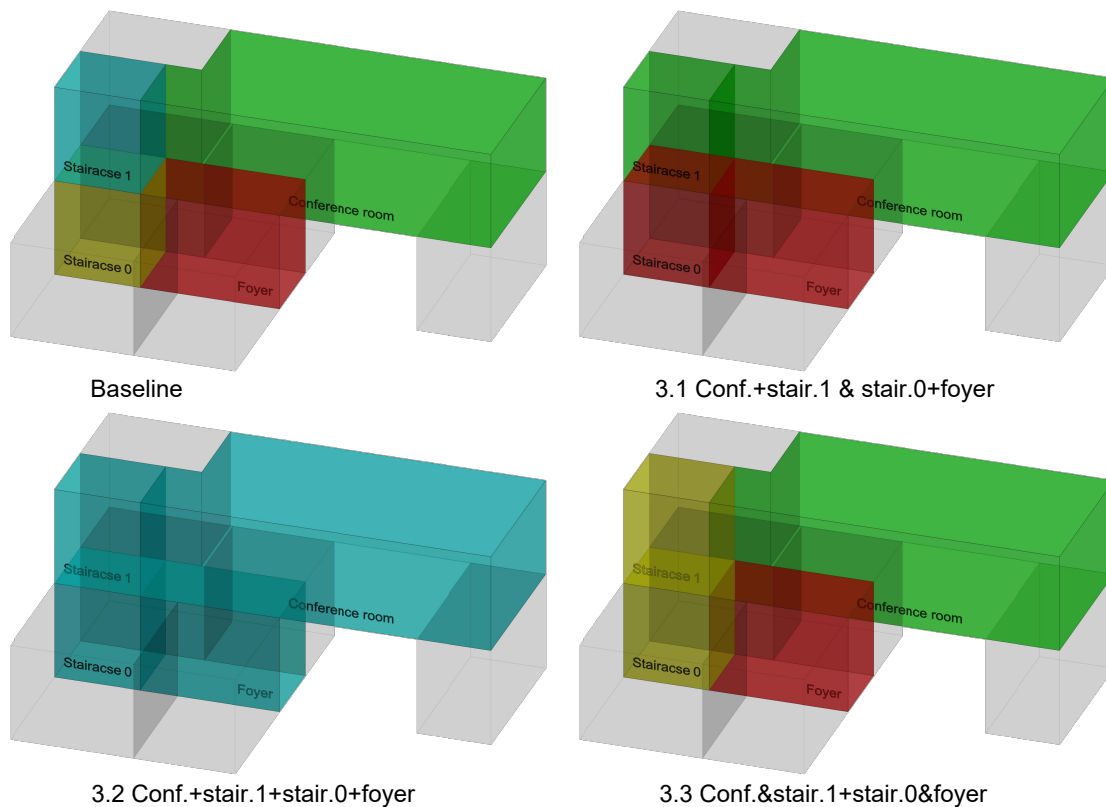 Stairacse 1
Conference room
Stairacse 0
Foyer
Baseline
Stairacse 1
Conference room
Stairacse 0
Foyer
3.1 Conf.+stair.1 & stair.0+foyer
Stairacse 1
Conference room
Stairacse 0
Foyer
3.2 Conf.+stair.1+stair.0+foyer
Stairacse 1
Conference room
Stairacse 0
Foyer
3.3 Conf.&stair.1+stair.0&foyer